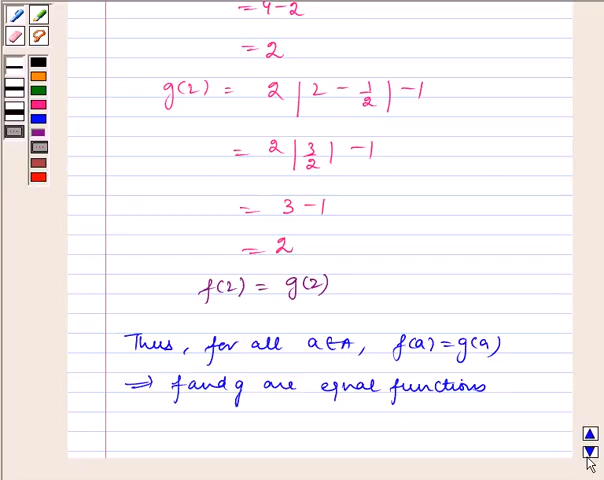 = 4-2
= 2
g(2) = 2 | 2 - 1/2 | - 1
= 2 | 3/2 | - 1
= 3 - 1
= 2
f(2) = g(2)
Thus, for all a∈A, f(a) = g(a)
⇒ f and g are equal functions